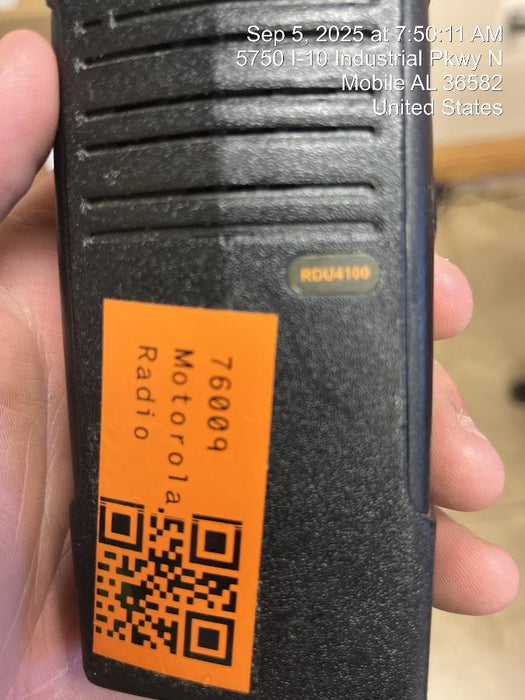 Sep 5, 2025 at 7:50:11 AM
5750 I-10 Industrial Pkwy N
Mobile AL 36582
United States
RDU4100
76009
Motorola
Radio